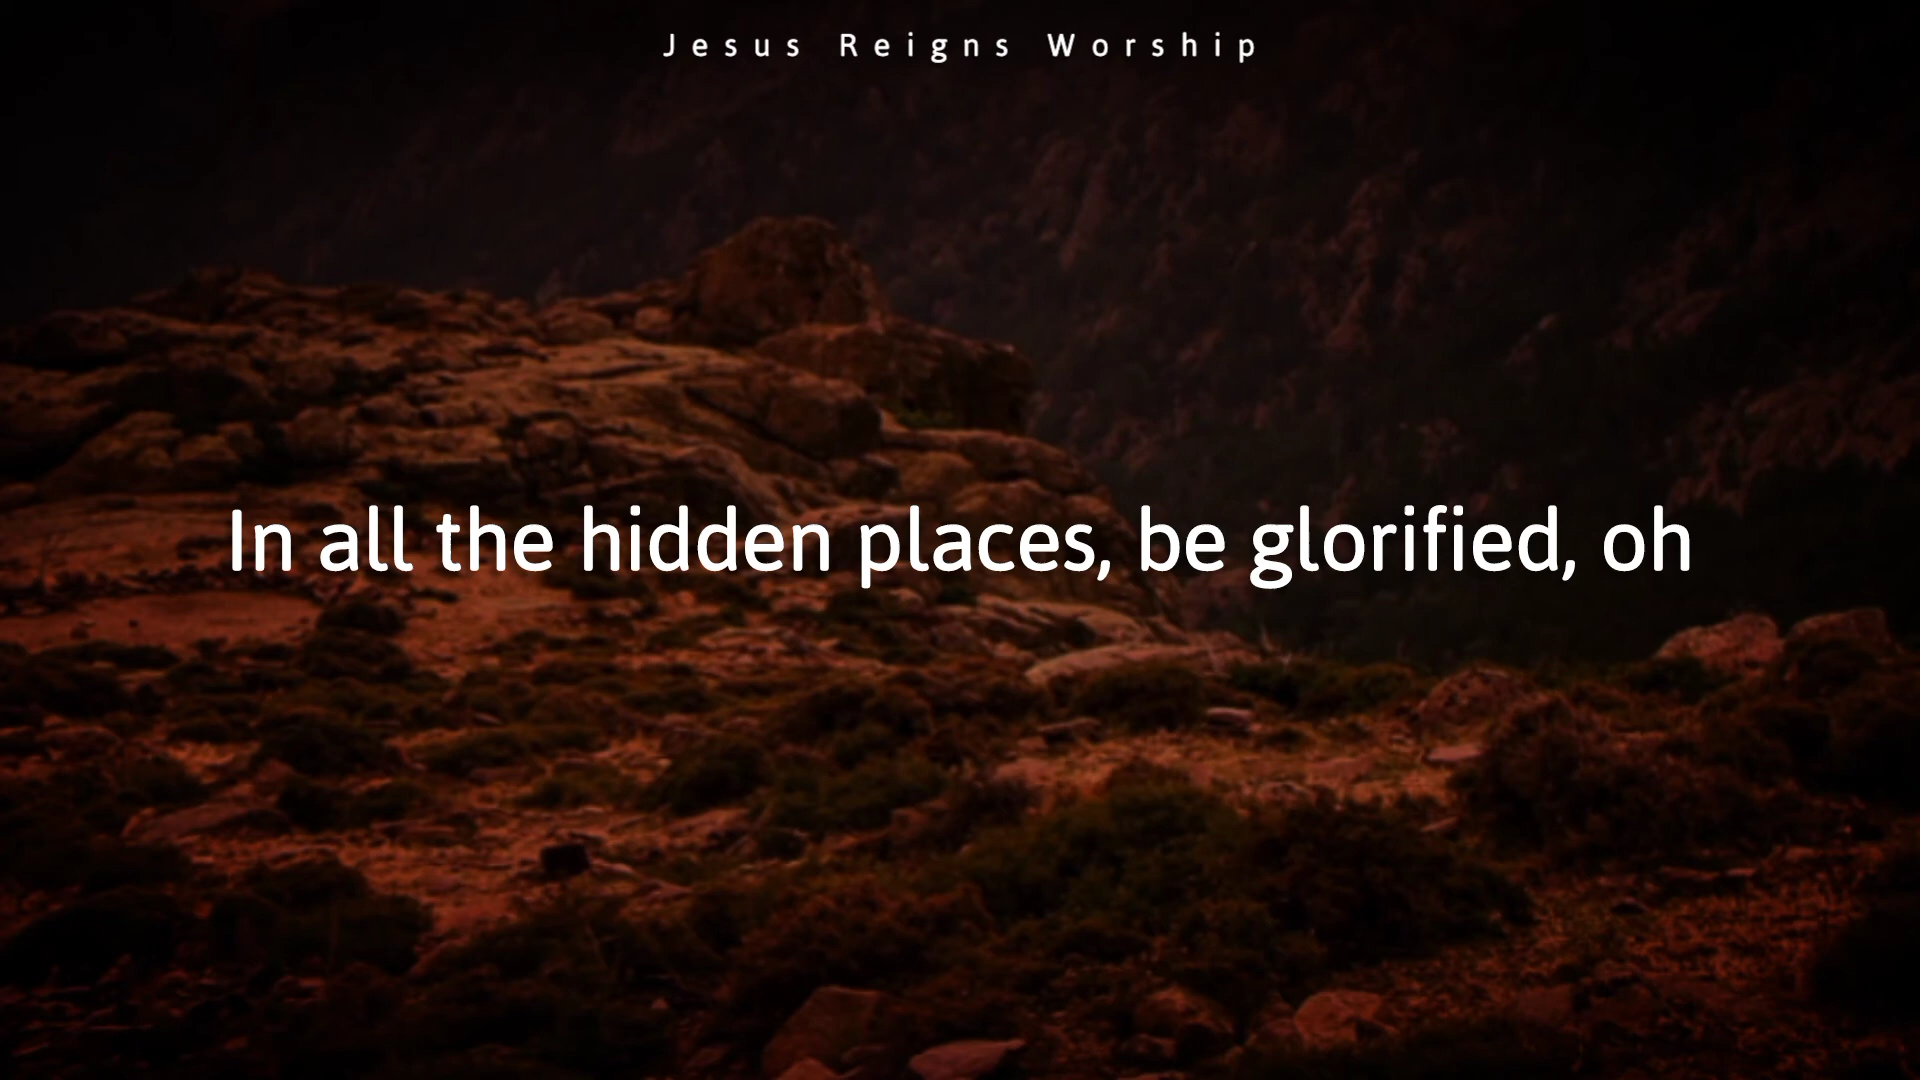 Jesus Reigns Worship
In all the hidden places, be glorified, oh